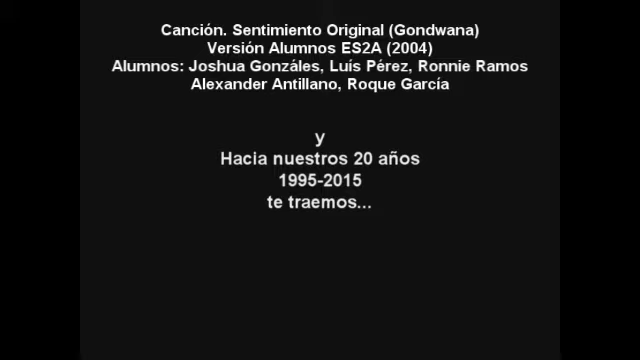 Canción. Sentimiento Original (Gondwana)
Versión Alumnos ES2A (2004)
Alumnos: Joshua Gonzáles, Luís Pérez, Ronnie Ramos
Alexander Antillano, Roque García
y
Hacia nuestros 20 años
1995-2015
te traemos...